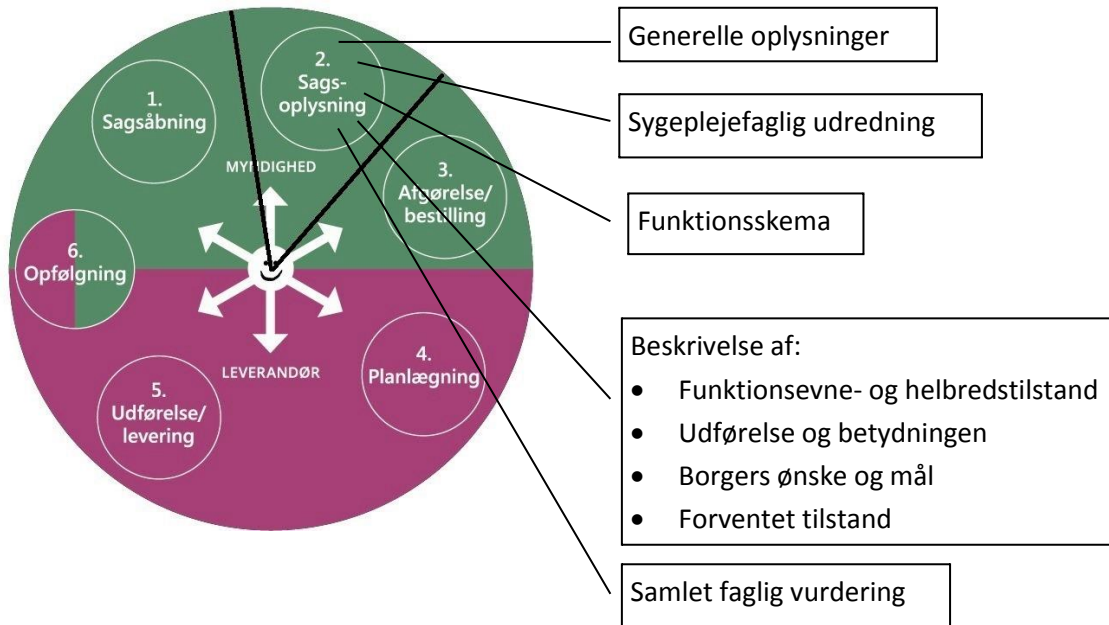 1.
Sagsåbning
2.
Sags-
oplysning
MYNDIGHED
3.
Afgørelse/
bestilling
6.
Opfølgning
LEVERANDØR
4.
Planlægning
5.
Udførelse/
levering
Generelle oplysninger
Sygeplejefaglig udredning
Funktionsskema
Beskrivelse af:
• Funktionsevne- og helbredstilstand
• Udførelse og betydningen
• Borgers ønske og mål
• Forventet tilstand
Samlet faglig vurdering